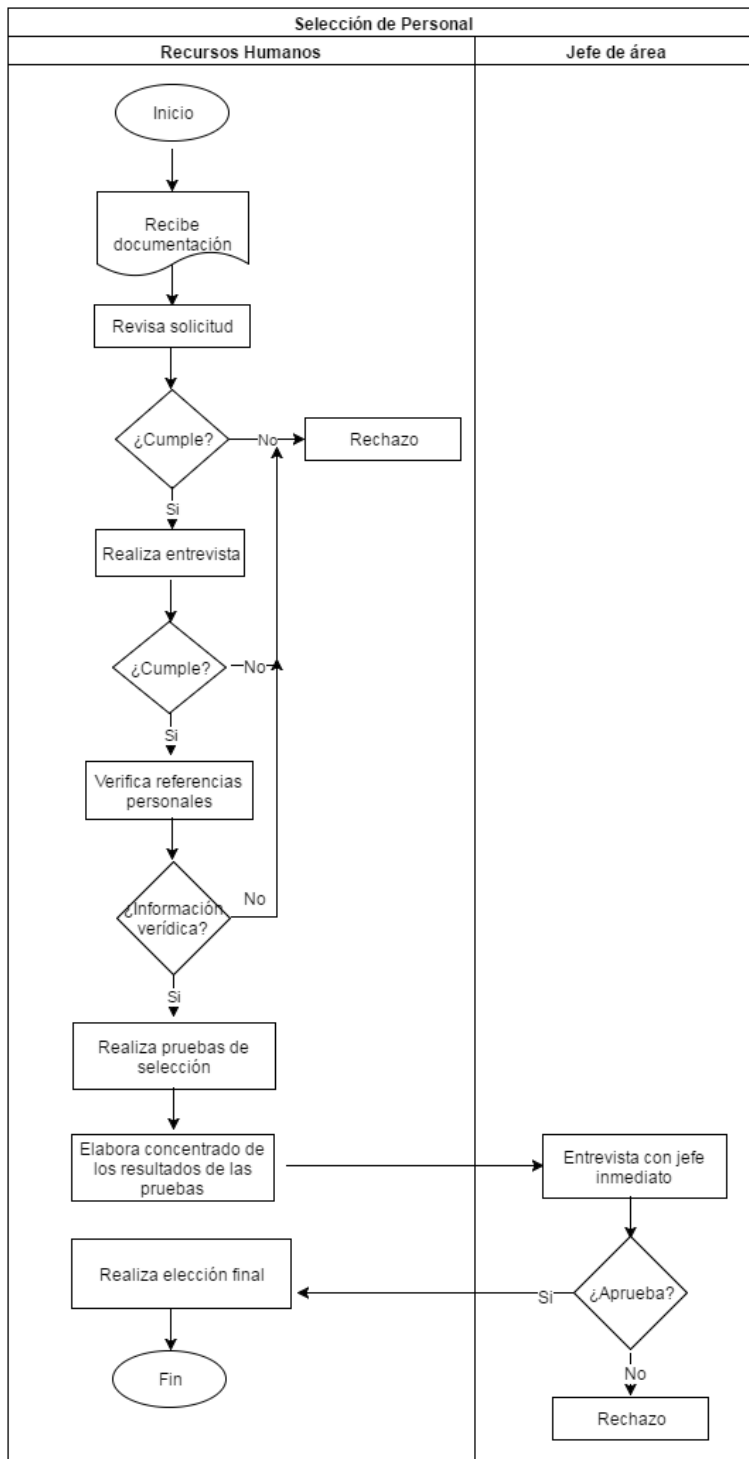 Selección de Personal
Recursos Humanos
Jefe de área
Inicio
Recibe
documentación
Revisa solicitud
¿Cumple?
No
Rechazo
Si
Realiza entrevista
¿Cumple?
No
Si
Verifica referencias
personales
¿Información
verídica?
No
Si
Realiza pruebas de
selección
Elabora concentrado de
los resultados de las
pruebas
Entrevista con jefe
inmediato
¿Aprueba?
Si
Realiza elección final
Fin
No
Rechazo